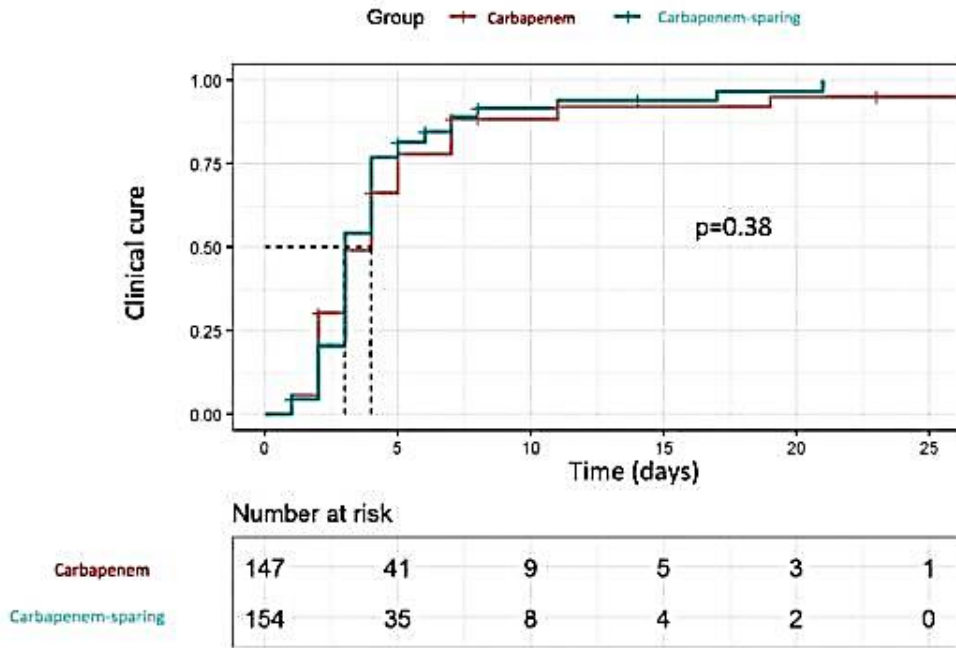 Group Carbapenem Carbapenem-sparing
1.00
0.75
0.50
0.25
0.00
Clinical cure
p=0.38
0 5 10 15 20 25
Time (days)
Number at risk
Carbapenem 147 41 9 5 3 1
Carbapenem-sparing 154 35 8 4 2 0